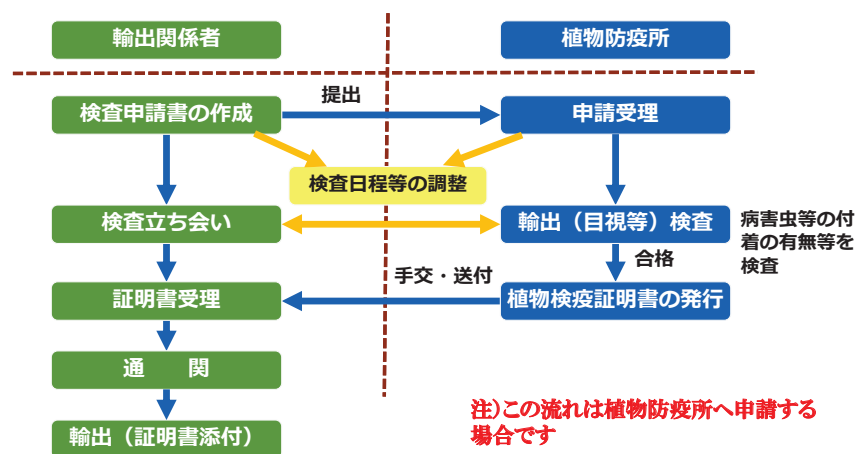 輸出関係者
植物防疫所
検査申請書の作成
提出
申請受理
検査日程等の調整
検査立ち会い
輸出（目視等）検査
病害虫等の付
着の有無等を
検査
合格
証明書受理
手交・送付
植物検疫証明書の発行
通　　関
輸出（証明書添付）
注）この流れは植物防疫所へ申請する
場合です